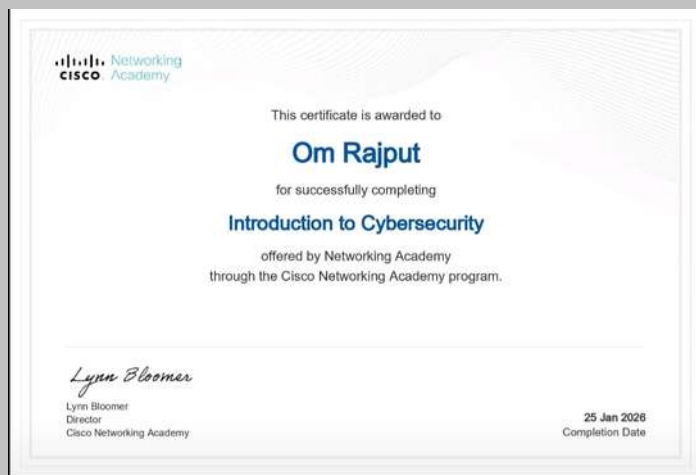 Networking
CISCO Academy
This certificate is awarded to
Om Rajput
for successfully completing
Introduction to Cybersecurity
offered by Networking Academy
through the Cisco Networking Academy program.
Lynn Bloomer
Lynn Bloomer
Director
Cisco Networking Academy
25 Jan 2026
Completion Date